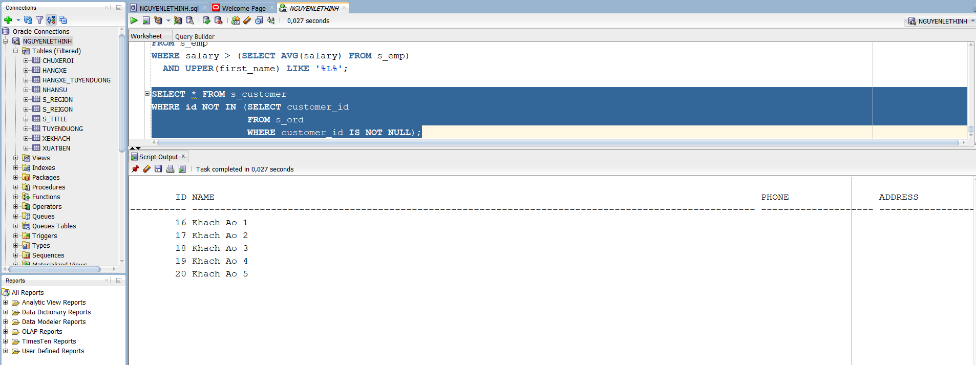 Connections
NGUYENLETHINH.sql
Welcome Page
NGUYENLETHINH
0,027 seconds
NGUYENLETHINH
Oracle Connections
NGUYENLETHINH
Tables (Filtered)
CHUXEROI
HANGXE
HANGXE_TUYENDUONG
NHANSU
S_REGION
S_REIGON
S_TITLE
TUYENDUONG
XEKHACH
XUATBEN
Views
Indexes
Packages
Procedures
Functions
Operators
Queues
Queues Tables
Triggers
Types
Sequences
Materialized Views
Reports
All Reports
Analytic View Reports
Data Dictionary Reports
Data Modeler Reports
OLAP Reports
TimesTen Reports
User Defined Reports
Worksheet Query Builder
FROM s_emp
WHERE salary > (SELECT AVG(salary) FROM s_emp)
AND UPPER(first_name) LIKE '%L%';
SELECT * FROM s_customer
WHERE id NOT IN (SELECT customer_id
FROM s_ord
WHERE customer_id IS NOT NULL);
Script Output
Task completed in 0,027 seconds
ID NAME PHONE ADDRESS
16 Khach Ao 1
17 Khach Ao 2
18 Khach Ao 3
19 Khach Ao 4
20 Khach Ao 5